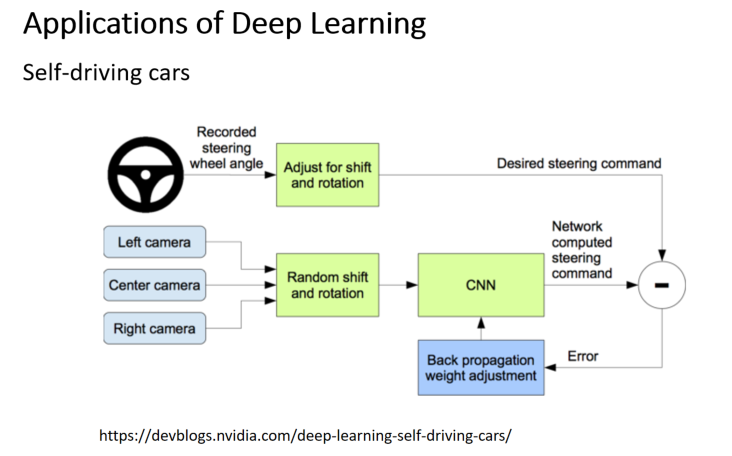 Applications of Deep Learning
Self-driving cars
Recorded
steering
wheel angle
Adjust for shift
and rotation
Desired steering command
Left camera
Center camera
Right camera
Random shift
and rotation
CNN
Network
computed
steering
command
-
Back propagation
weight adjustment
Error
https://devblogs.nvidia.com/deep-learning-self-driving-cars/